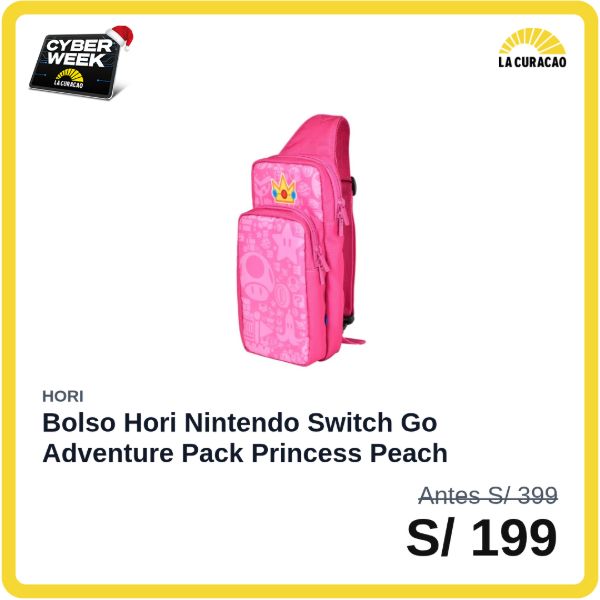 CYBER
WEEK
LA CURACAO
LA CURACAO
HORI
Bolso Hori Nintendo Switch Go
Adventure Pack Princess Peach
Antes S/ 399
S/ 199